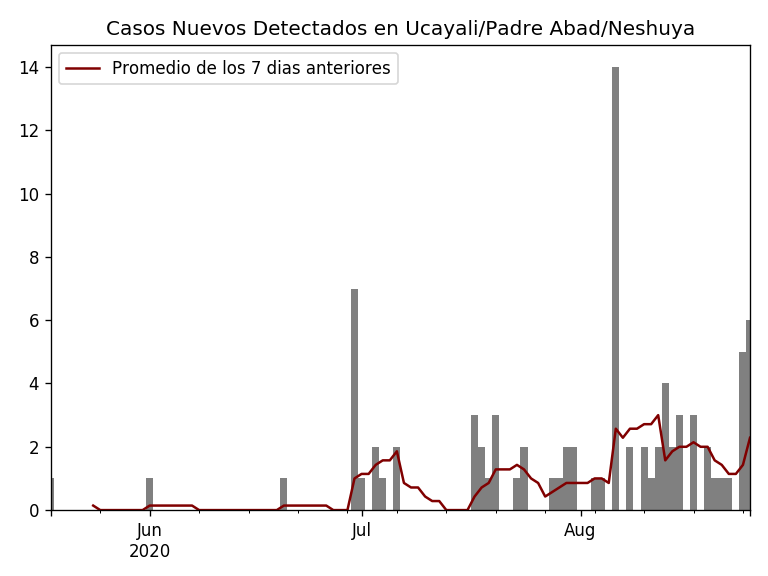 Casos Nuevos Detectados en Ucayali/Padre Abad/Neshuya
Promedio de los 7 dias anteriores
14
12
10
8
6
4
2
0
Jun
2020
Jul
Aug